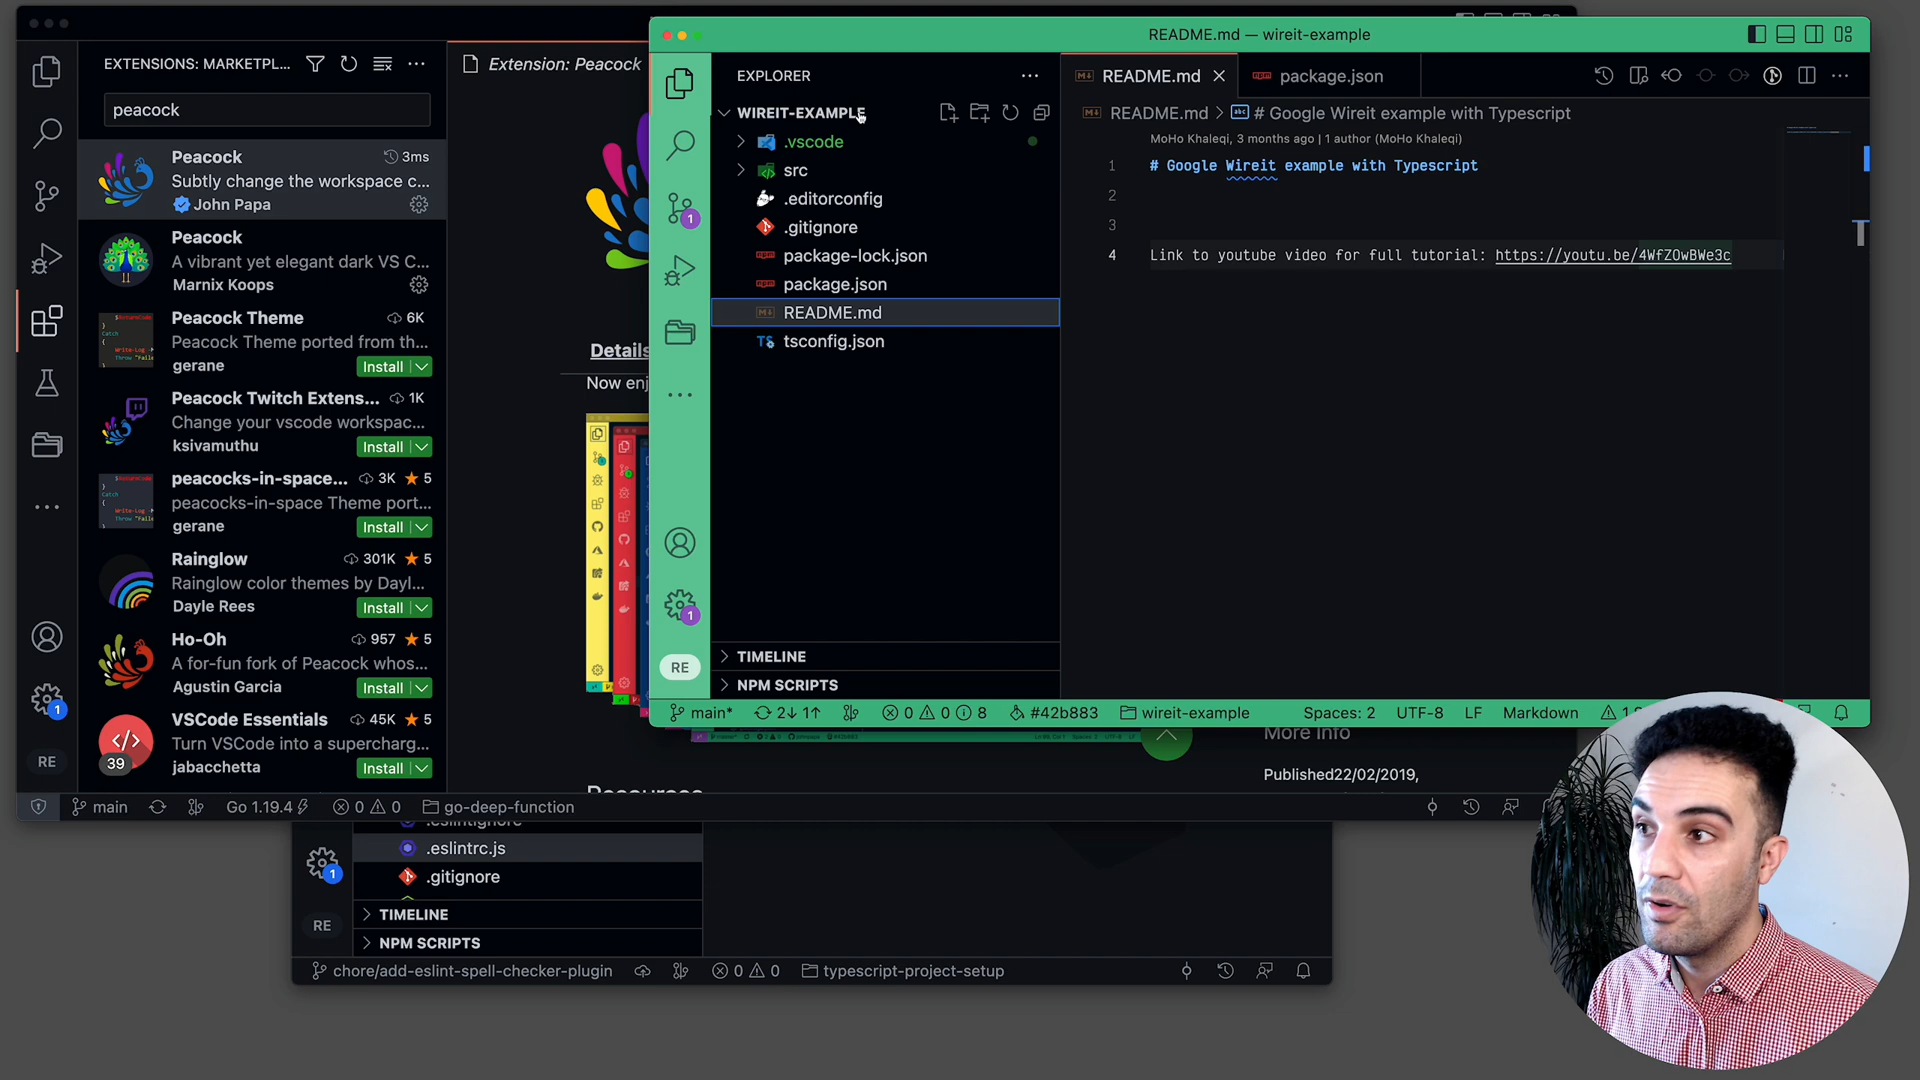 EXTENSIONS: MARKETPL...
peacock
Peacock 3ms
Subtly change the workspace c...
John Papa
Peacock
A vibrant yet elegant dark VS C...
Marnix Koops
Peacock Theme 6K
Peacock Theme ported from th...
gerane Install
Peacock Twitch Extens... 1K
Change your vscode workspac...
ksivamuthu Install
peacocks-in-space... 3K 5
peacocks-in-space Theme port...
gerane Install
Rainglow 301K 5
Rainglow color themes by Dayl...
Dayle Rees Install
Ho-Oh 957 5
A for-fun fork of Peacock whos...
Agustin Garcia Install
VSCode Essentials 45K 5
Turn VSCode into a supercharg...
39
jabacchetta Install
1
RE
main Go 1.19.4 0 0 go-deep-function
Extension: Peacock
Details
Now enj
More Info
Published22/02/2019,
README.md — wireit-example
EXPLORER
WIREIT-EXAMPLE
.vscode
src
.editorconfig
.gitignore
package-lock.json
package.json
README.md
tsconfig.json
TIMELINE
NPM SCRIPTS
1
1
RE
README.md package.json
README.md > # Google Wireit example with Typescript
MoHo Khaleqi, 3 months ago | 1 author (MoHo Khaleqi)
1 # Google Wireit example with Typescript
2
3
4 Link to youtube video for full tutorial: https://youtu.be/4WfZOwBWe3c
main* 2↓ 1↑ 0 0 8 #42b883 wireit-example Spaces: 2 UTF-8 LF Markdown
.eslintrc.js
.gitignore
TIMELINE
NPM SCRIPTS
1
RE
chore/add-eslint-spell-checker-plugin 0 0 typescript-project-setup